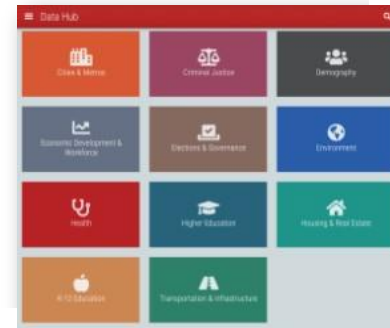 Data Hub
Cities & Metros
Criminal Justice
Demography
Economic Development &
Workforce
Elections & Governance
Environment
Health
Higher Education
Housing & Real Estate
K-12 Education
Transportation & Infrastructure